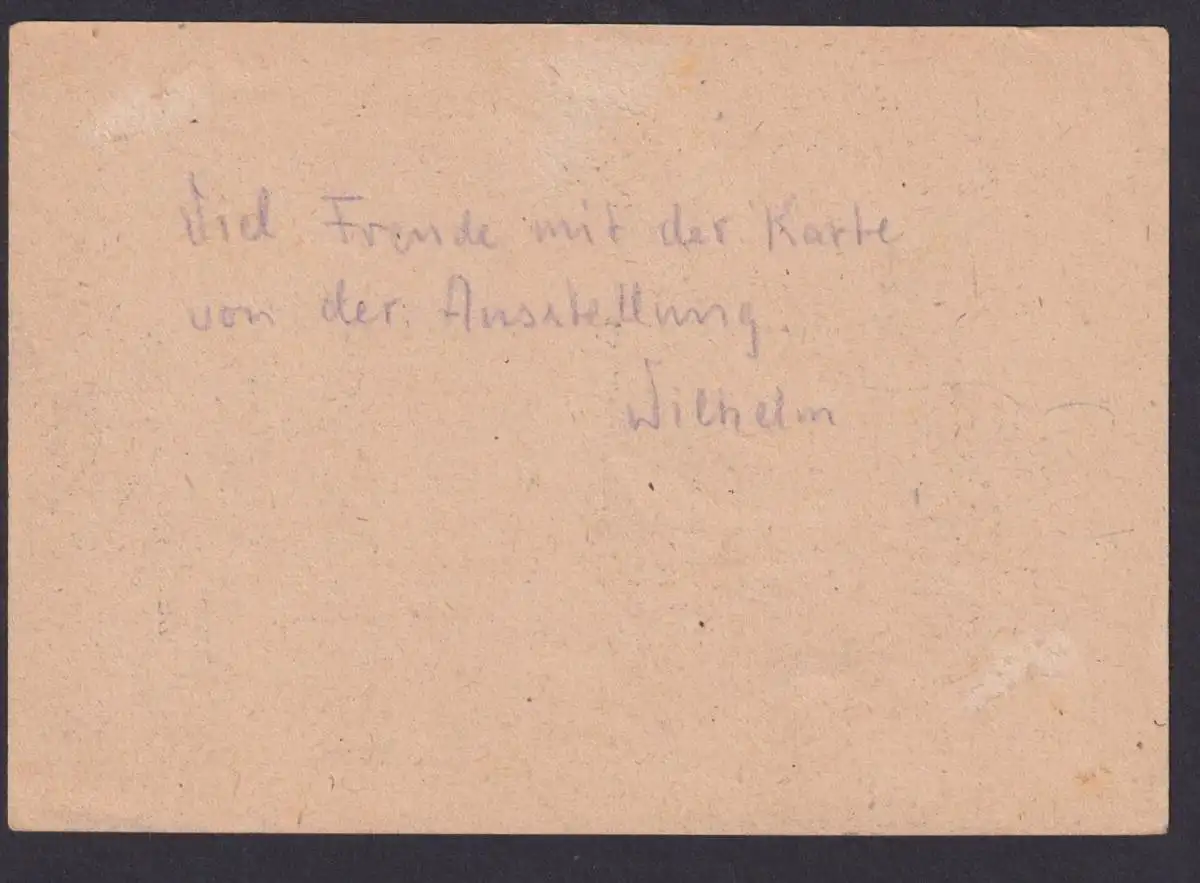 Viel Freude mit der Karte
von der Ausstellung.
Wilhelm